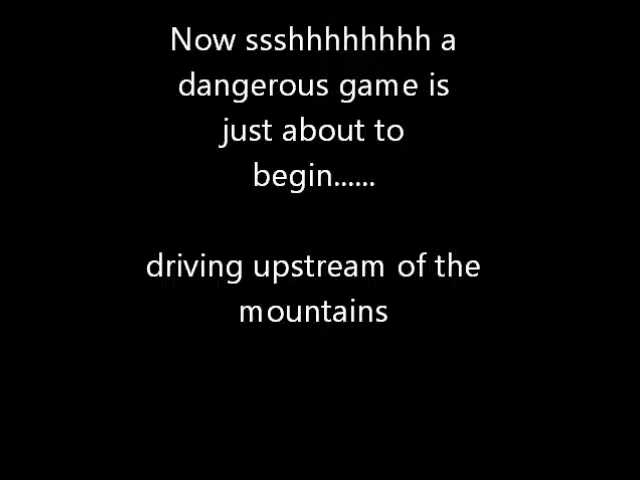 Now ssshhhhhhhh a
dangerous game is
just about to
begin......
driving upstream of the
mountains